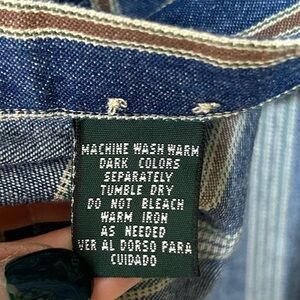 MACHINE WASH WARM
DARK COLORS
SEPARATELY
TUMBLE DRY
DO NOT BLEACH
WARM IRON
AS NEEDED
VER AL DORSO PARA
CUIDADO